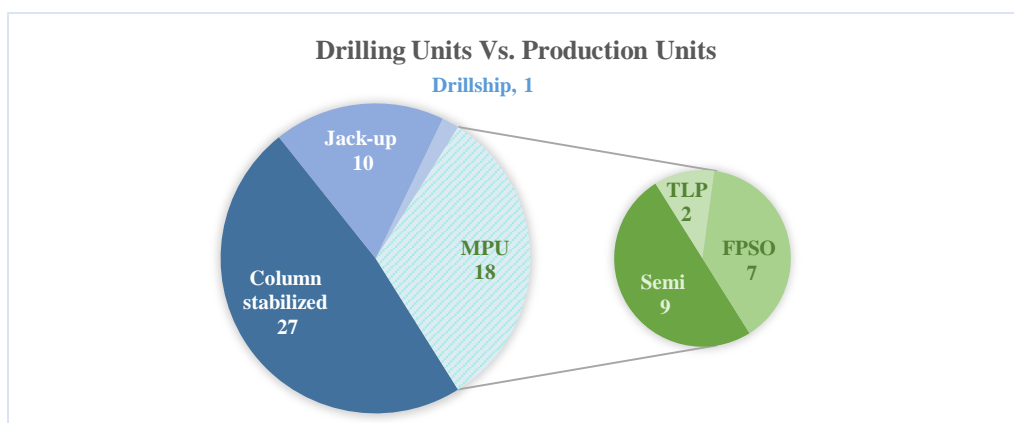 Drilling Units Vs. Production Units
Drillship, 1
Jack-up
10
TLP
2
MPU
18
FPSO
7
Column
stabilized
27
Semi
9